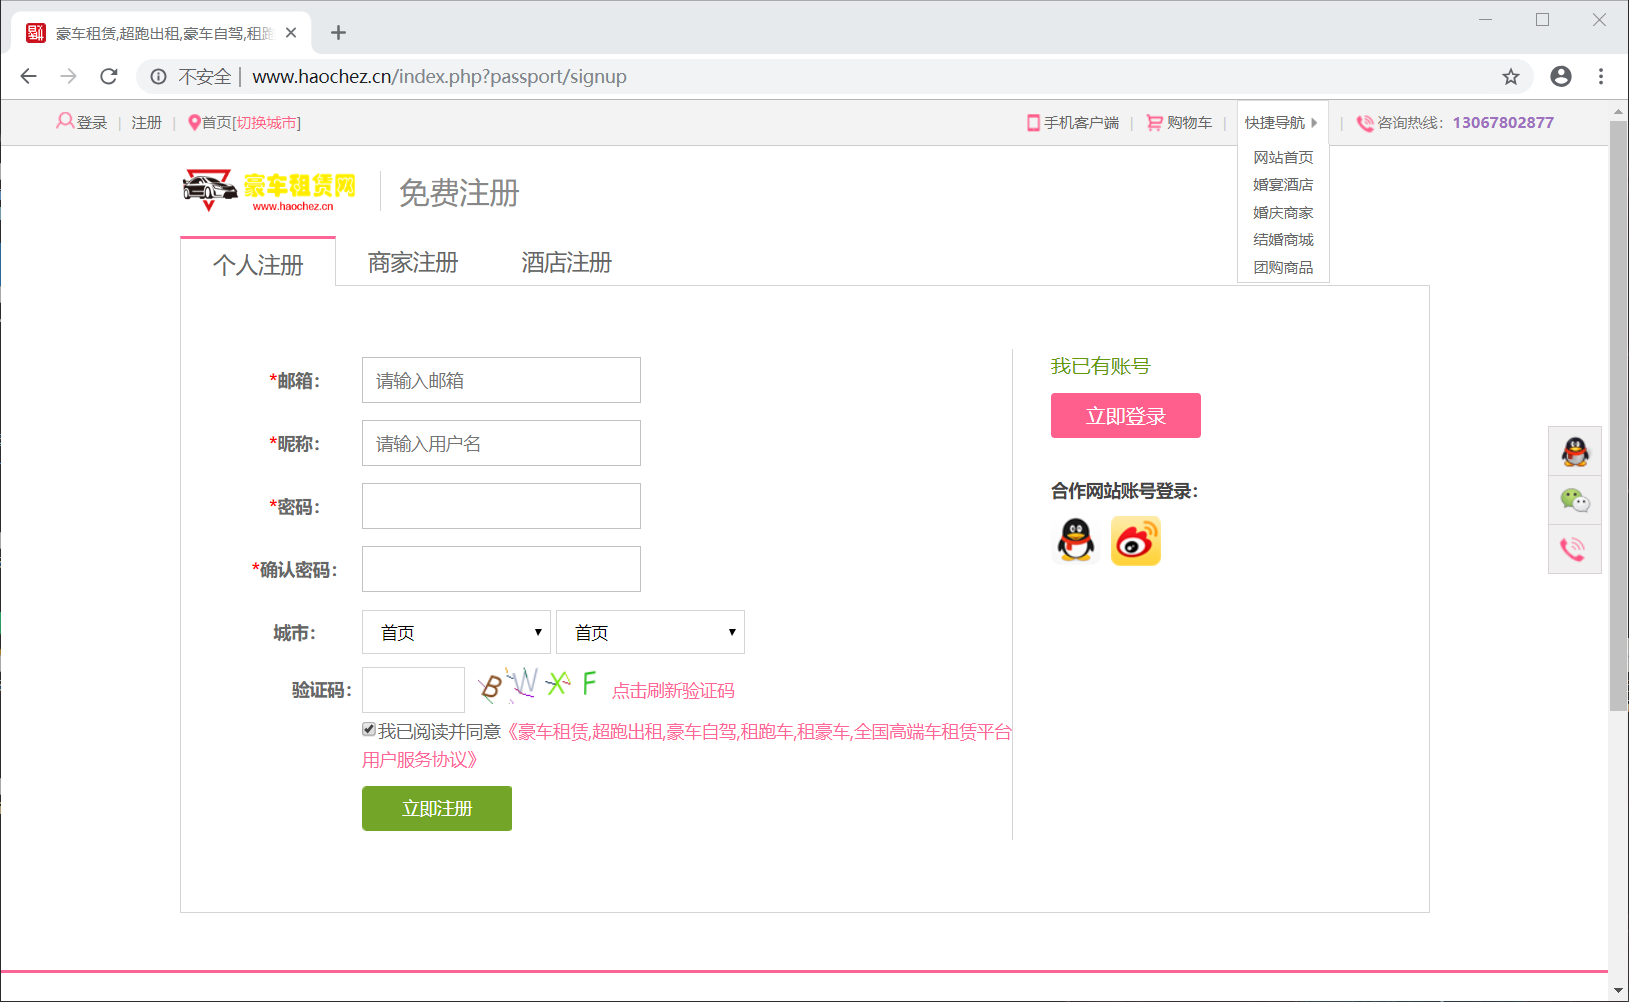 豪车租赁,超跑出租,豪车自驾,租跑
不安全 | www.haochez.cn/index.php?passport/signup
登录 | 注册 | 首页[切换城市] 手机客户端 | 购物车 | 快捷导航 | 咨询热线：13067802877
网站首页
婚宴酒店
婚庆商家
结婚商城
团购商品
豪车租赁网
www.haochez.cn
免费注册
个人注册 商家注册 酒店注册
*邮箱： 请输入邮箱
*昵称： 请输入用户名
*密码：
*确认密码：
城市： 首页 首页
验证码： B W X F 点击刷新验证码
我已阅读并同意《豪车租赁,超跑出租,豪车自驾,租跑车,租豪车,全国高端车租赁平台
用户服务协议》
立即注册
我已有账号
立即登录
合作网站账号登录：